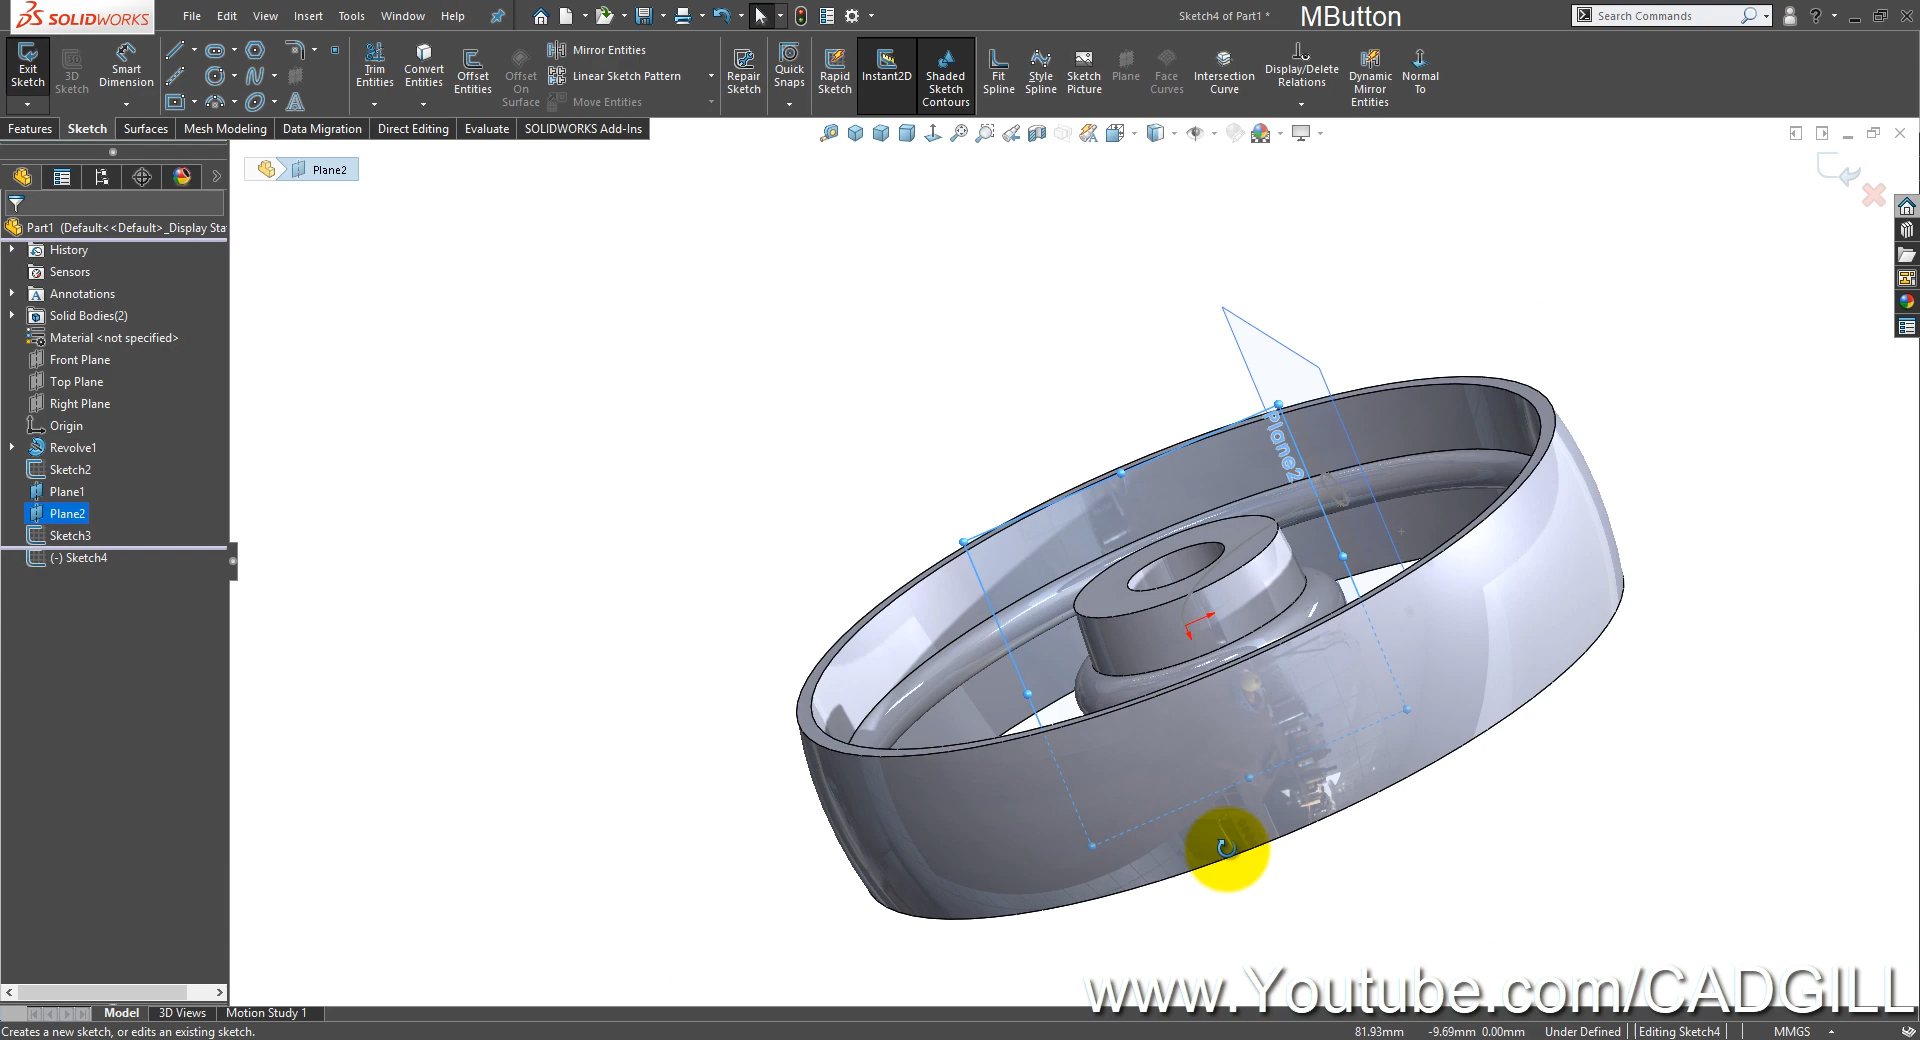 SOLIDWORKS
File Edit View Insert Tools Window Help
Sketch4 of Part1 *
MButton
Search Commands
Exit Sketch
3D Sketch
Smart Dimension
Trim Entities
Convert Entities
Offset Entities
Offset On Surface
Mirror Entities
Linear Sketch Pattern
Move Entities
Repair Sketch
Quick Snaps
Rapid Sketch
Instant2D
Shaded Sketch Contours
Fit Spline
Style Spline
Sketch Picture
Plane
Face Curves
Intersection Curve
Display/Delete Relations
Dynamic Mirror Entities
Normal To
Features Sketch Surfaces Mesh Modeling Data Migration Direct Editing Evaluate SOLIDWORKS Add-Ins
Plane2
Part1 (Default<<Default>_Display Sta
History
Sensors
Annotations
Solid Bodies(2)
Material <not specified>
Front Plane
Top Plane
Right Plane
Origin
Revolve1
Sketch2
Plane1
Plane2
Sketch3
(-) Sketch4
Plane2
www.Youtube.com/CADGILL
Model 3D Views Motion Study 1
Creates a new sketch, or edits an existing sketch.
81.93mm -9.69mm 0.00mm Under Defined Editing Sketch4 MMGS